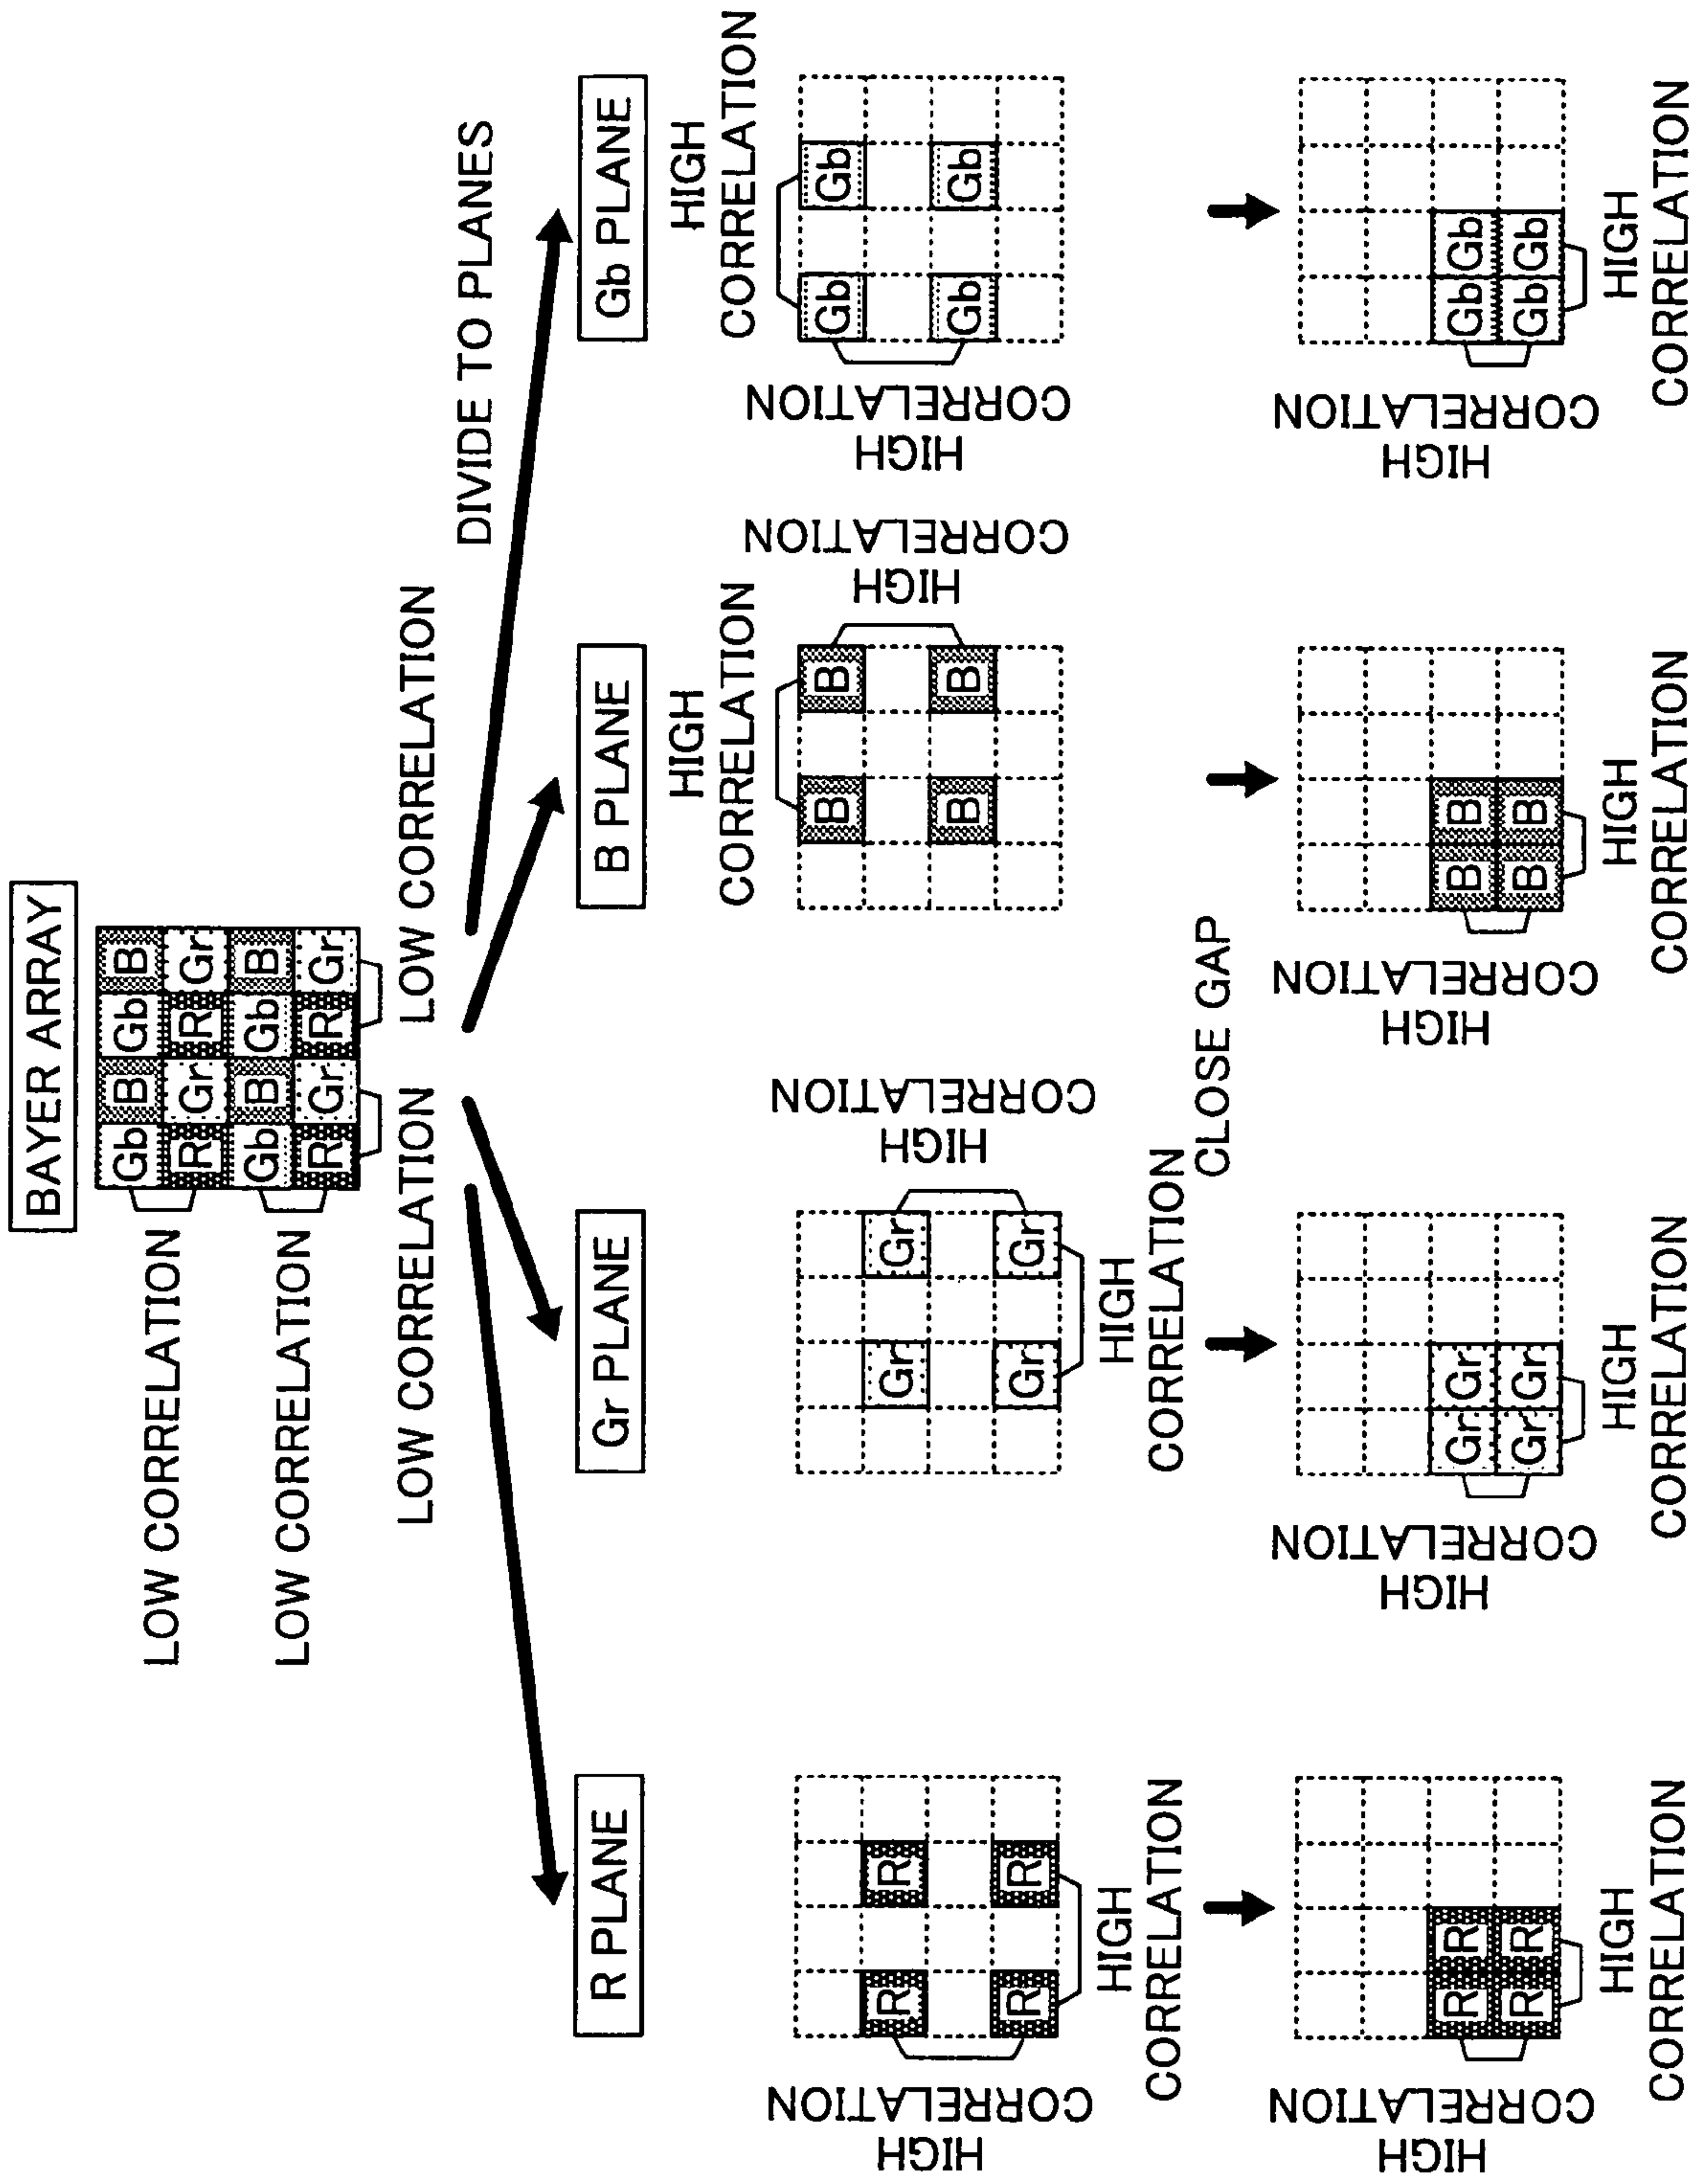 BAYER ARRAY
Gb B Gb B
LOW CORRELATION
R Gr R Gr
Gb B Gb B
LOW CORRELATION
R Gr R Gr
LOW CORRELATION
LOW CORRELATION
DIVIDE TO PLANES
R PLANE
R R
R R
HIGH
CORRELATION
HIGH
CORRELATION
Gr PLANE
Gr Gr
Gr Gr
HIGH
CORRELATION
HIGH
CORRELATION
B PLANE
HIGH
CORRELATION
B B
B B
HIGH
CORRELATION
Gb PLANE
HIGH
CORRELATION
Gb Gb
Gb Gb
HIGH
CORRELATION
CLOSE GAP
HIGH
CORRELATION
R R
R R
HIGH
CORRELATION
HIGH
CORRELATION
Gr Gr
Gr Gr
HIGH
CORRELATION
HIGH
CORRELATION
B B
B B
HIGH
CORRELATION
HIGH
CORRELATION
Gb Gb
Gb Gb
HIGH
CORRELATION